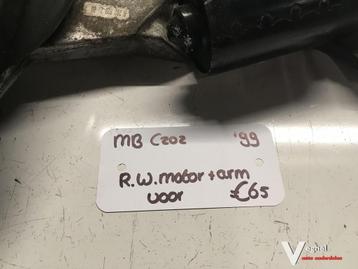 MB C202 '99
R.W. motor + arm
voor €65